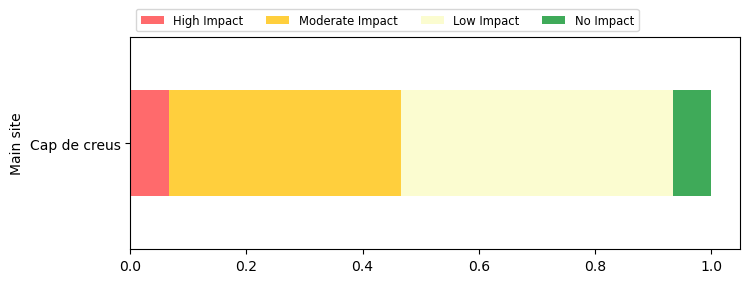 High Impact Moderate Impact Low Impact No Impact
Main site
Cap de creus
0.0 0.2 0.4 0.6 0.8 1.0